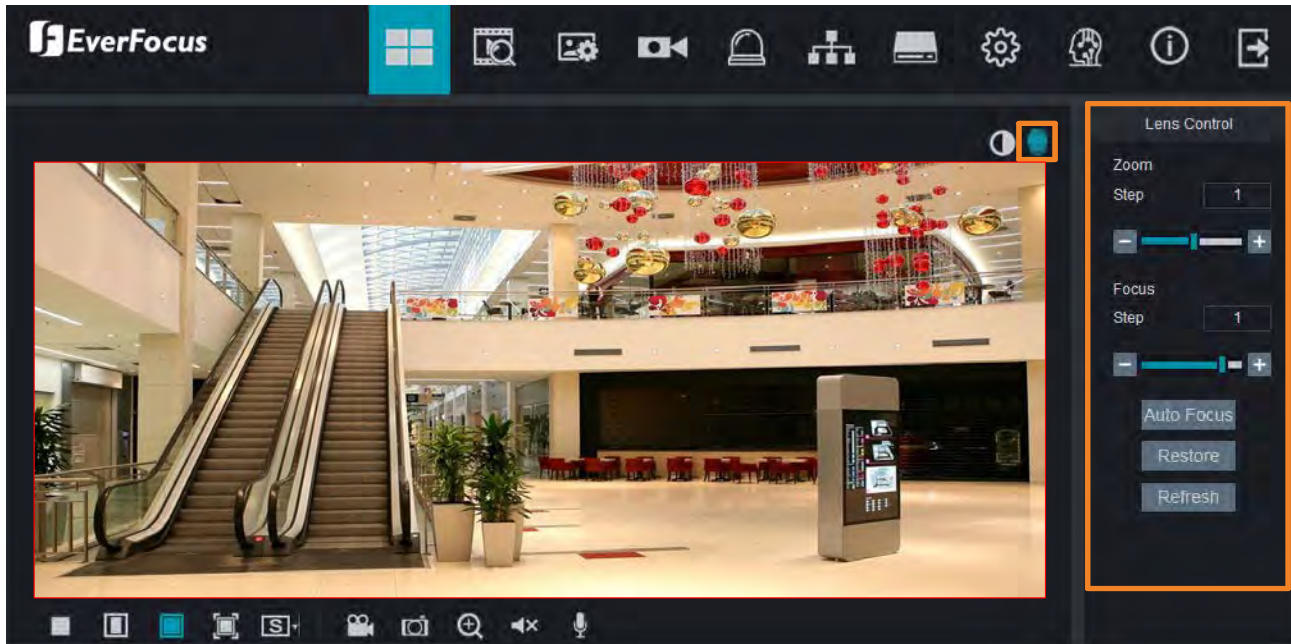 EverFocus
Lens Control
Zoom
Step 1
Focus
Step 1
Auto Focus
Restore
Refresh
S